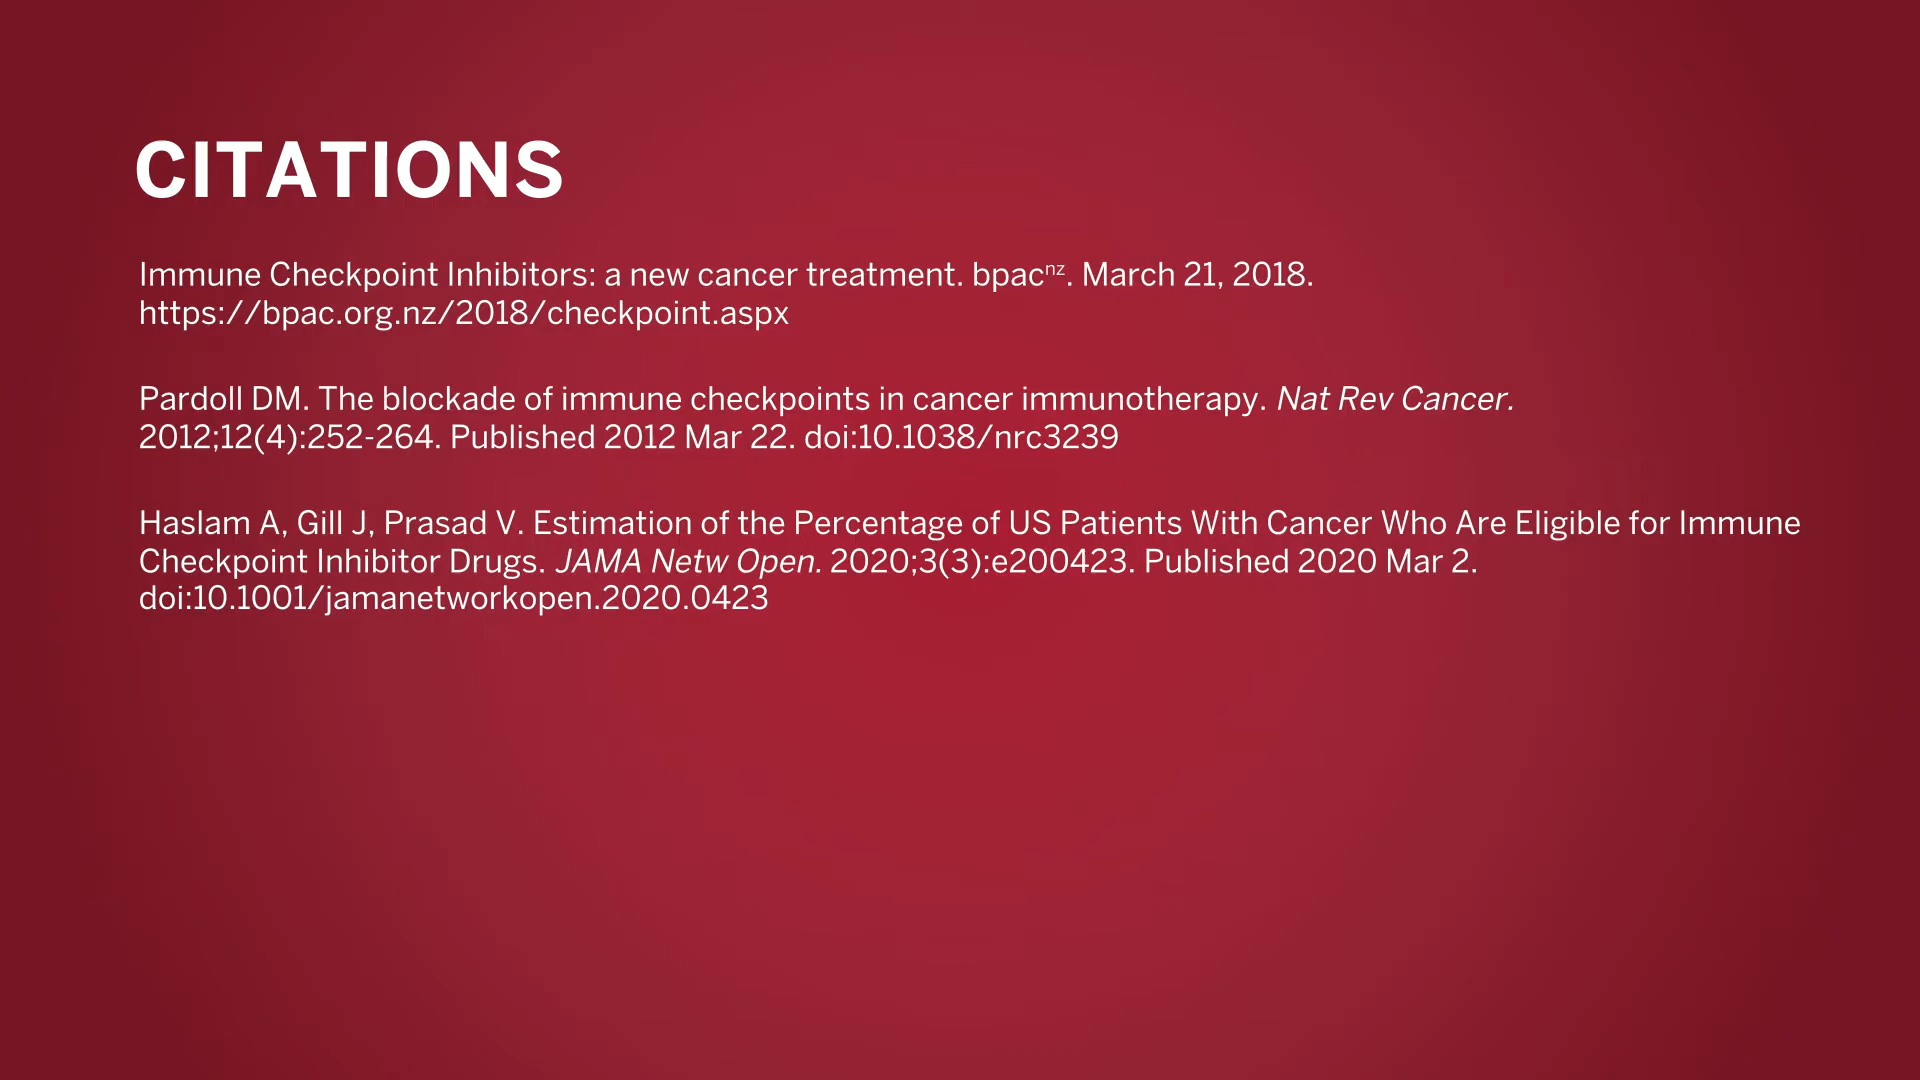 CITATIONS
Immune Checkpoint Inhibitors: a new cancer treatment. bpacⁿᶻ. March 21, 2018.
https://bpac.org.nz/2018/checkpoint.aspx
Pardoll DM. The blockade of immune checkpoints in cancer immunotherapy. Nat Rev Cancer.
2012;12(4):252-264. Published 2012 Mar 22. doi:10.1038/nrc3239
Haslam A, Gill J, Prasad V. Estimation of the Percentage of US Patients With Cancer Who Are Eligible for Immune
Checkpoint Inhibitor Drugs. JAMA Netw Open. 2020;3(3):e200423. Published 2020 Mar 2.
doi:10.1001/jamanetworkopen.2020.0423